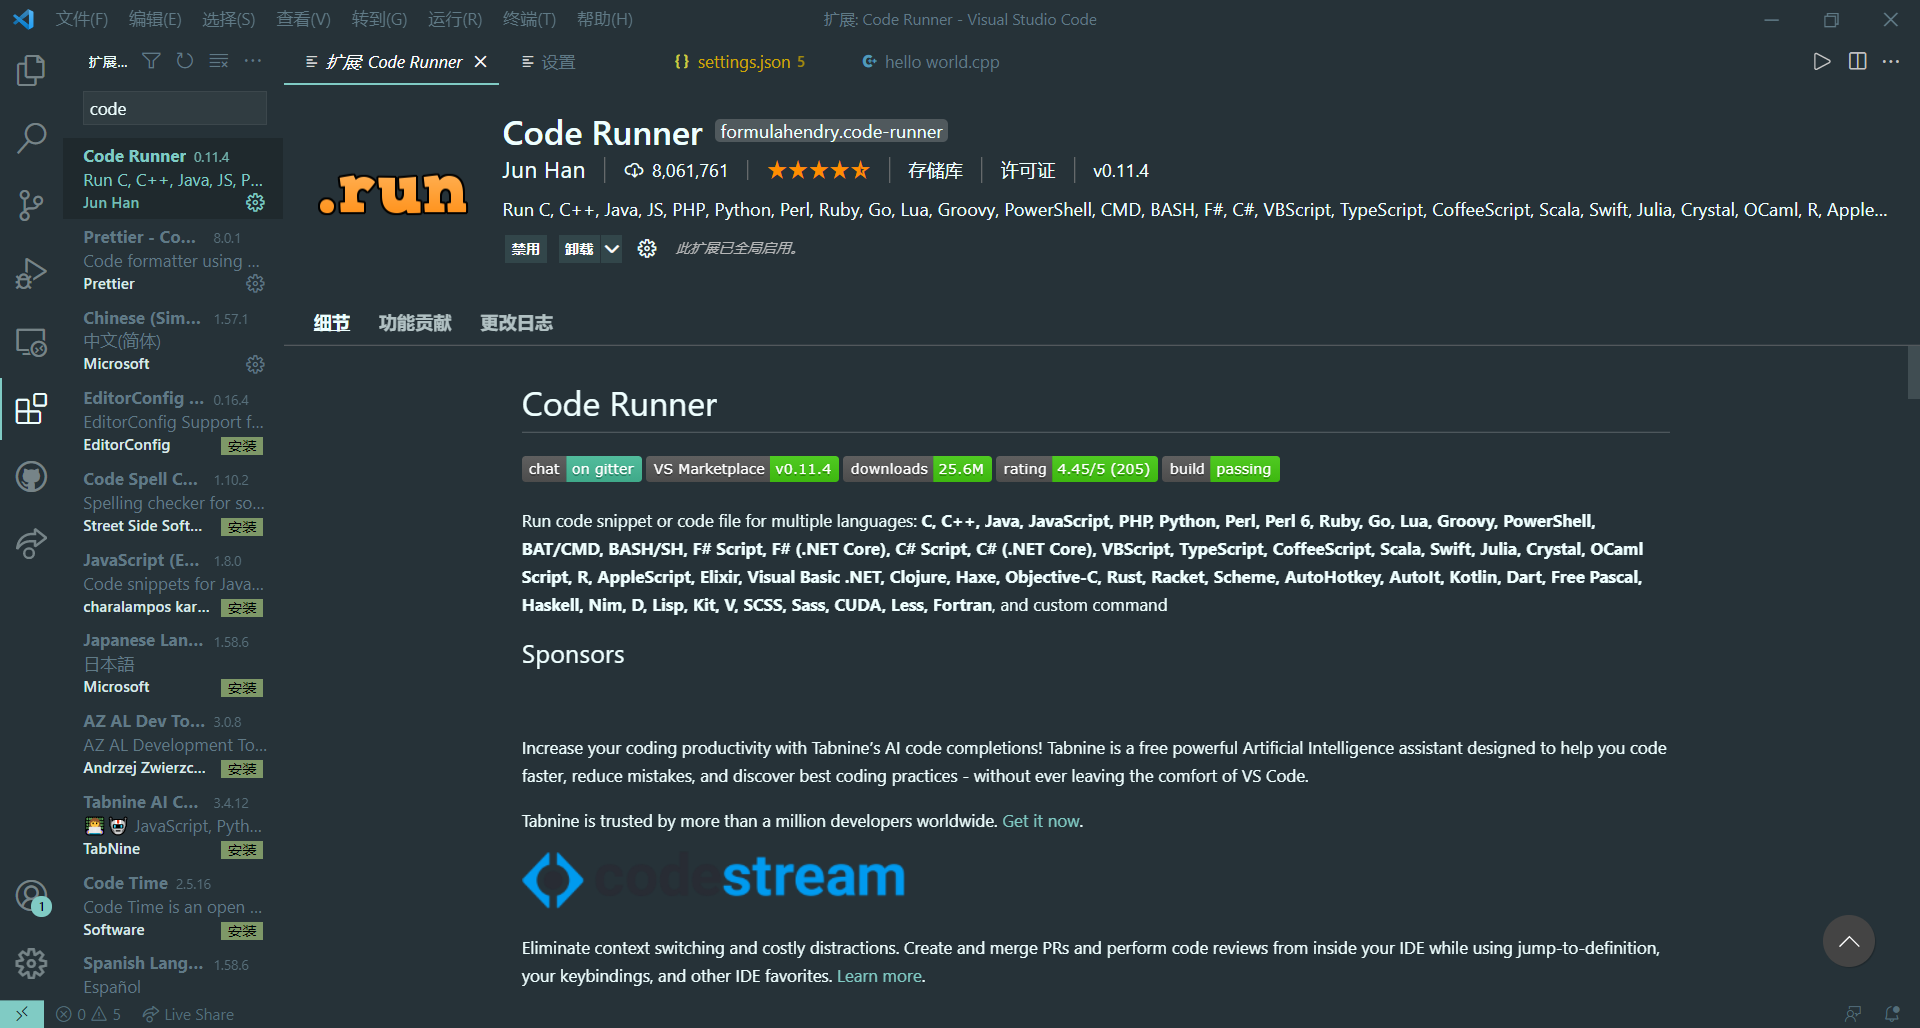 文件(F) 编辑(E) 选择(S) 查看(V) 转到(G) 运行(R) 终端(T) 帮助(H) 扩展: Code Runner - Visual Studio Code
扩展... 扩展: Code Runner 设置 settings.json 5 hello world.cpp
code
Code Runner 0.11.4
Run C, C++, Java, JS, P...
Jun Han
Prettier - Co... 8.0.1
Code formatter using ...
Prettier
Chinese (Sim... 1.57.1
中文(简体)
Microsoft
EditorConfig ... 0.16.4
EditorConfig Support f...
EditorConfig 安装
Code Spell C... 1.10.2
Spelling checker for so...
Street Side Soft... 安装
JavaScript (E... 1.8.0
Code snippets for Java...
charalampos kar... 安装
Japanese Lan... 1.58.6
日本語
Microsoft 安装
AZ AL Dev To... 3.0.8
AZ AL Development To...
Andrzej Zwierzc... 安装
Tabnine AI C... 3.4.12
JavaScript, Pyth...
TabNine 安装
Code Time 2.5.16
Code Time is an open ...
Software 安装
Spanish Lang... 1.58.6
Español
.run
Code Runner formulahendry.code-runner
Jun Han 8,061,761 存储库 许可证 v0.11.4
Run C, C++, Java, JS, PHP, Python, Perl, Ruby, Go, Lua, Groovy, PowerShell, CMD, BASH, F#, C#, VBScript, TypeScript, CoffeeScript, Scala, Swift, Julia, Crystal, OCaml, R, Apple...
禁用 卸载 此扩展已全局启用。
细节 功能贡献 更改日志
Code Runner
chat on gitter VS Marketplace v0.11.4 downloads 25.6M rating 4.45/5 (205) build passing
Run code snippet or code file for multiple languages: C, C++, Java, JavaScript, PHP, Python, Perl, Perl 6, Ruby, Go, Lua, Groovy, PowerShell,
BAT/CMD, BASH/SH, F# Script, F# (.NET Core), C# Script, C# (.NET Core), VBScript, TypeScript, CoffeeScript, Scala, Swift, Julia, Crystal, OCaml
Script, R, AppleScript, Elixir, Visual Basic .NET, Clojure, Haxe, Objective-C, Rust, Racket, Scheme, AutoHotkey, AutoIt, Kotlin, Dart, Free Pascal,
Haskell, Nim, D, Lisp, Kit, V, SCSS, Sass, CUDA, Less, Fortran, and custom command
Sponsors
Increase your coding productivity with Tabnine’s AI code completions! Tabnine is a free powerful Artificial Intelligence assistant designed to help you code
faster, reduce mistakes, and discover best coding practices - without ever leaving the comfort of VS Code.
Tabnine is trusted by more than a million developers worldwide. Get it now.
codestream
Eliminate context switching and costly distractions. Create and merge PRs and perform code reviews from inside your IDE while using jump-to-definition,
your keybindings, and other IDE favorites. Learn more.
1
0 5 Live Share